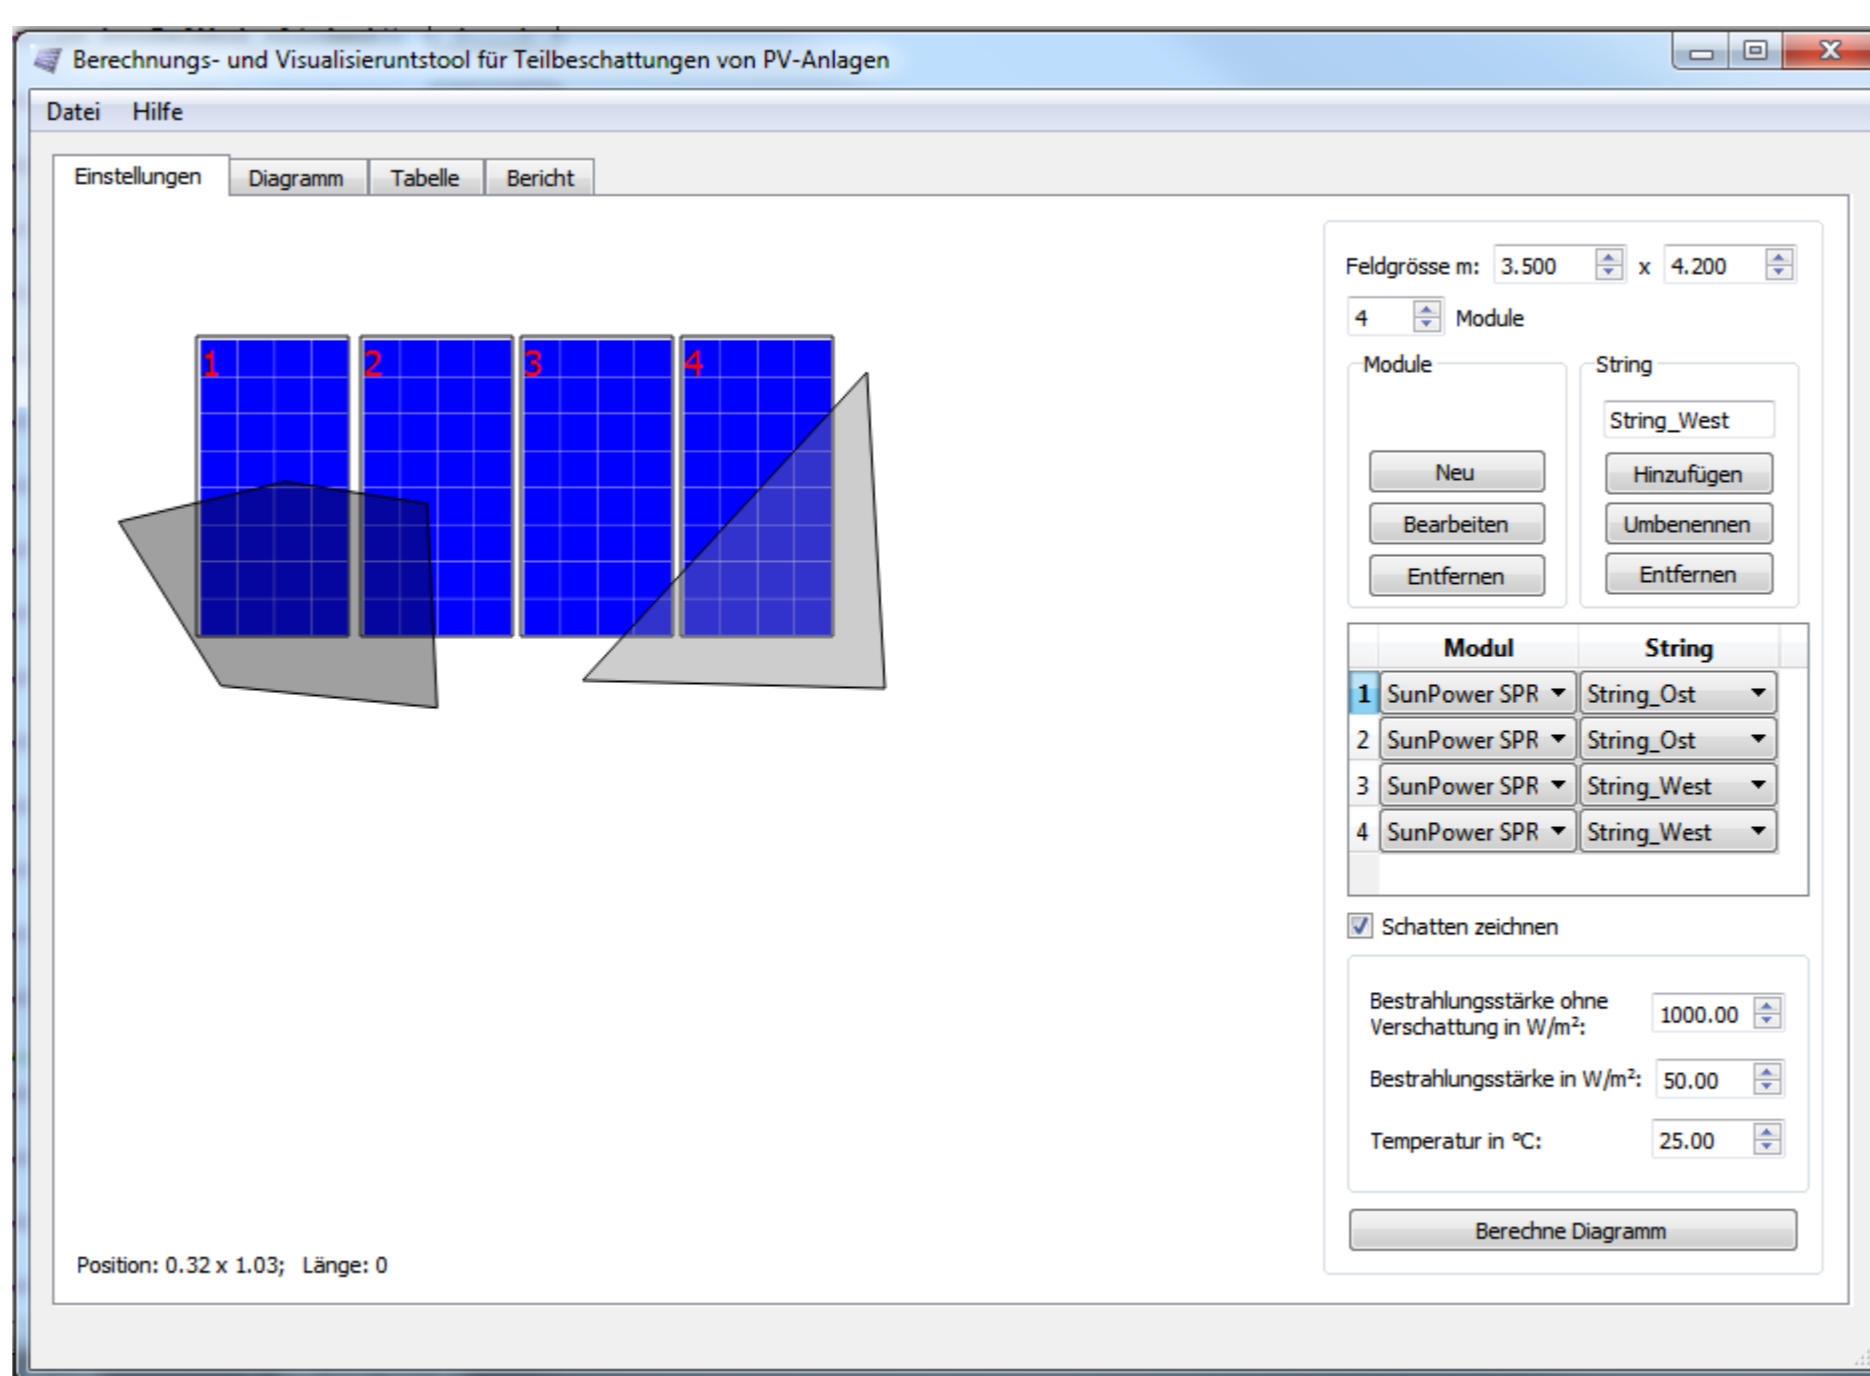 Berechnungs- und Visualisieruntstool für Teilbeschattungen von PV-Anlagen
Datei Hilfe
Einstellungen Diagramm Tabelle Bericht
1 2 3 4
Position: 0.32 x 1.03; Länge: 0
Feldgrösse m: 3.500 x 4.200
4 Module
Module
Neu
Bearbeiten
Entfernen
String
String_West
Hinzufügen
Umbenennen
Entfernen
Modul String
1 SunPower SPR String_Ost
2 SunPower SPR String_Ost
3 SunPower SPR String_West
4 SunPower SPR String_West
Schatten zeichnen
Bestrahlungsstärke ohne
Verschattung in W/m²: 1000.00
Bestrahlungsstärke in W/m²: 50.00
Temperatur in °C: 25.00
Berechne Diagramm